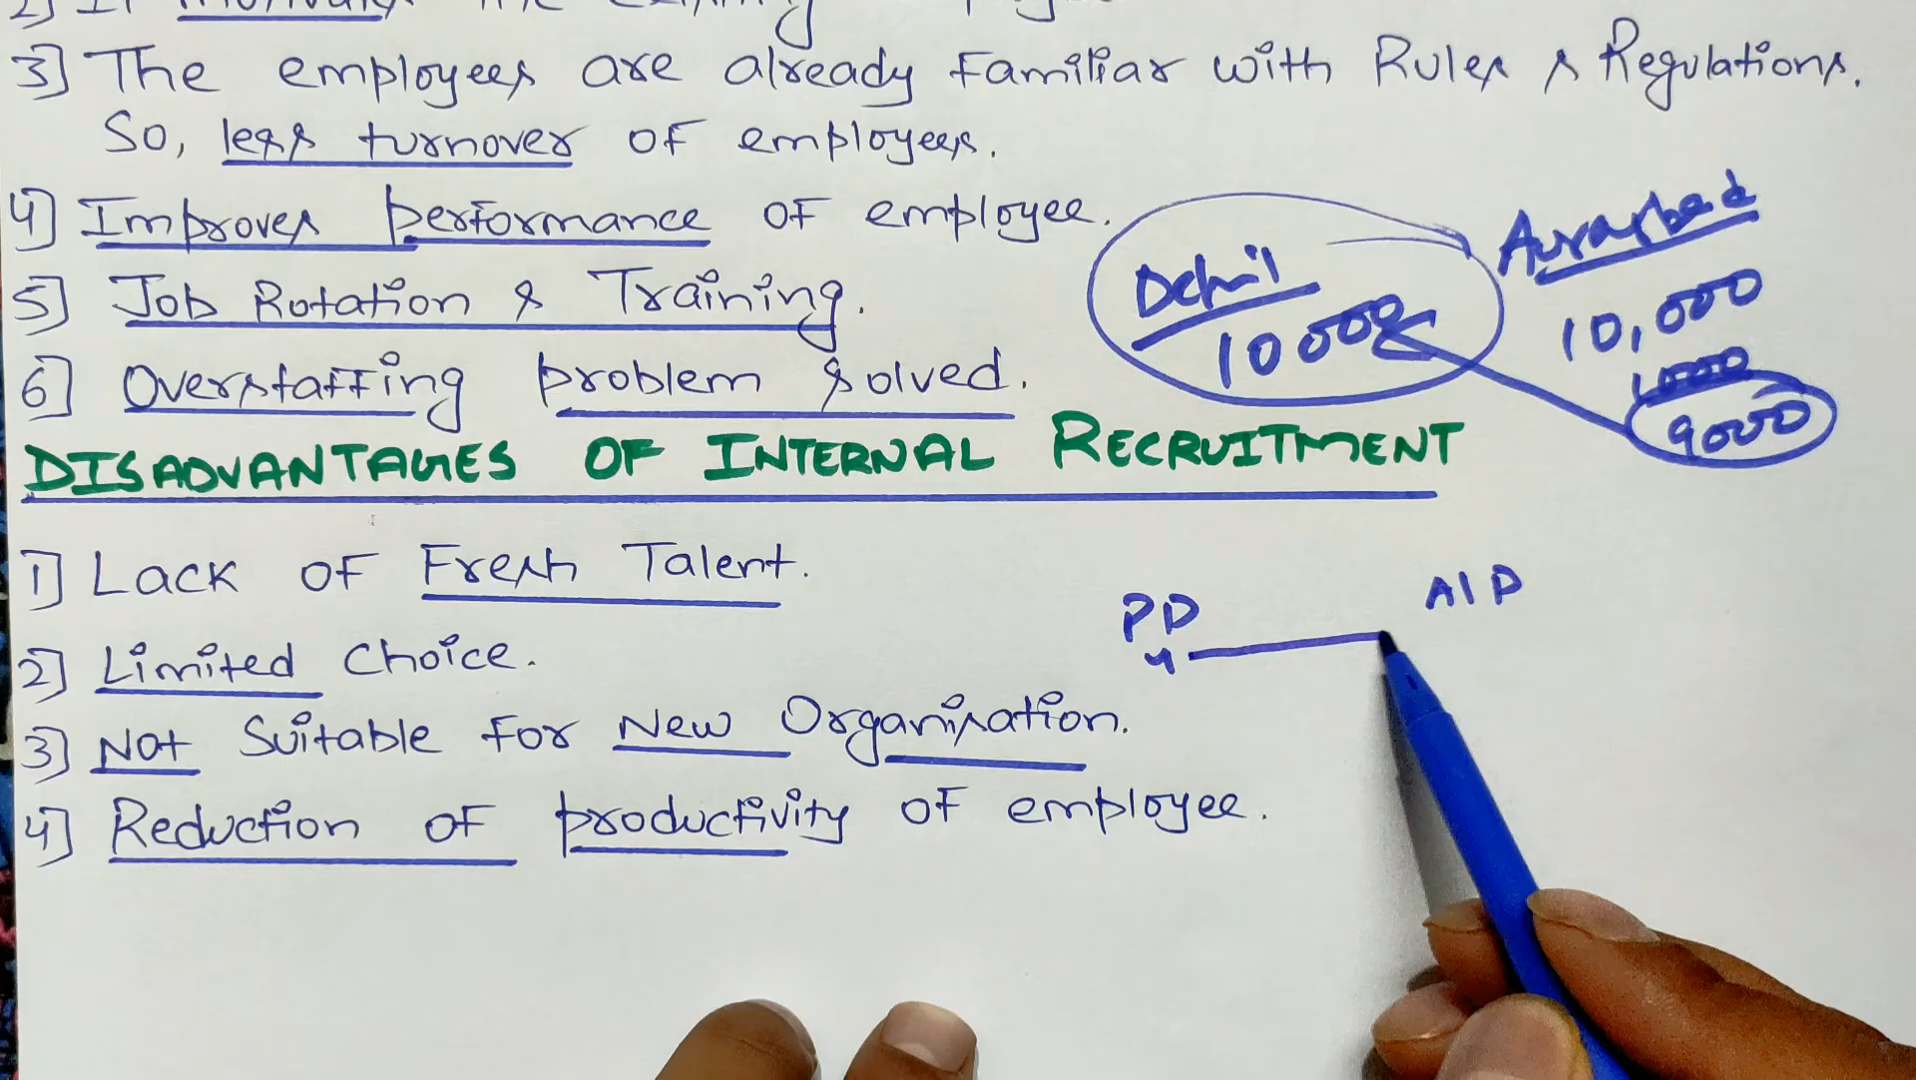 3] The employees are already Familiar with Rules & Regulations.
So, less turnover of employees.
4] Improves performance of employee.
5] Job Rotation & Training.
6] Overstaffing problem solved.
10000
10,000
1000
9000
DISADVANTAGES OF INTERNAL RECRUITMENT
1] Lack of Fresh Talent.
2] Limited Choice.
3] Not Suitable for New Organisation.
4] Reduction of productivity of employee.
PD
4
AIP